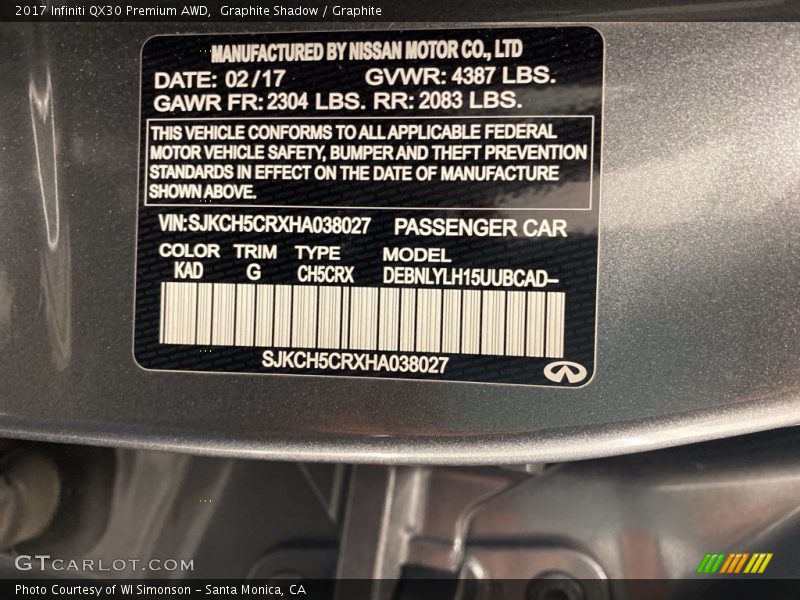 2017 Infiniti QX30 Premium AWD,  Graphite Shadow / Graphite
MANUFACTURED BY NISSAN MOTOR CO., LTD
DATE: 02 / 17 GVWR: 4387 LBS.
GAWR FR: 2304 LBS. RR: 2083 LBS.
THIS VEHICLE CONFORMS TO ALL APPLICABLE FEDERAL
MOTOR VEHICLE SAFETY, BUMPER AND THEFT PREVENTION
STANDARDS IN EFFECT ON THE DATE OF MANUFACTURE
SHOWN ABOVE.
VIN: SJKCH5CRXHA038027 PASSENGER CAR
COLOR TRIM TYPE MODEL
KAD G CH5CRX DEBNLYLH15UUBCAD-
SJKCH5CRXHA038027
GTCARLOT.COM
Photo Courtesy of WI Simonson - Santa Monica, CA